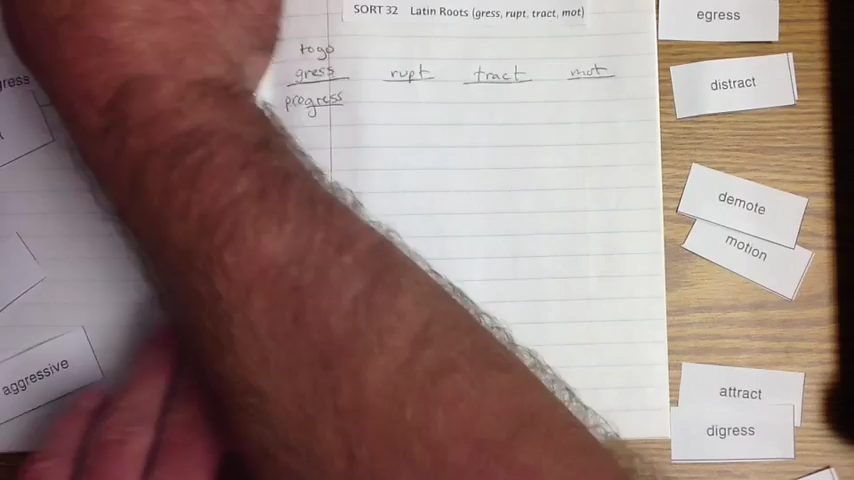 SORT 32 Latin Roots (gress, rupt, tract, mot)
to go
gress rupt tract mot
progress
egress
distract
demote
motion
attract
digress
aggressive